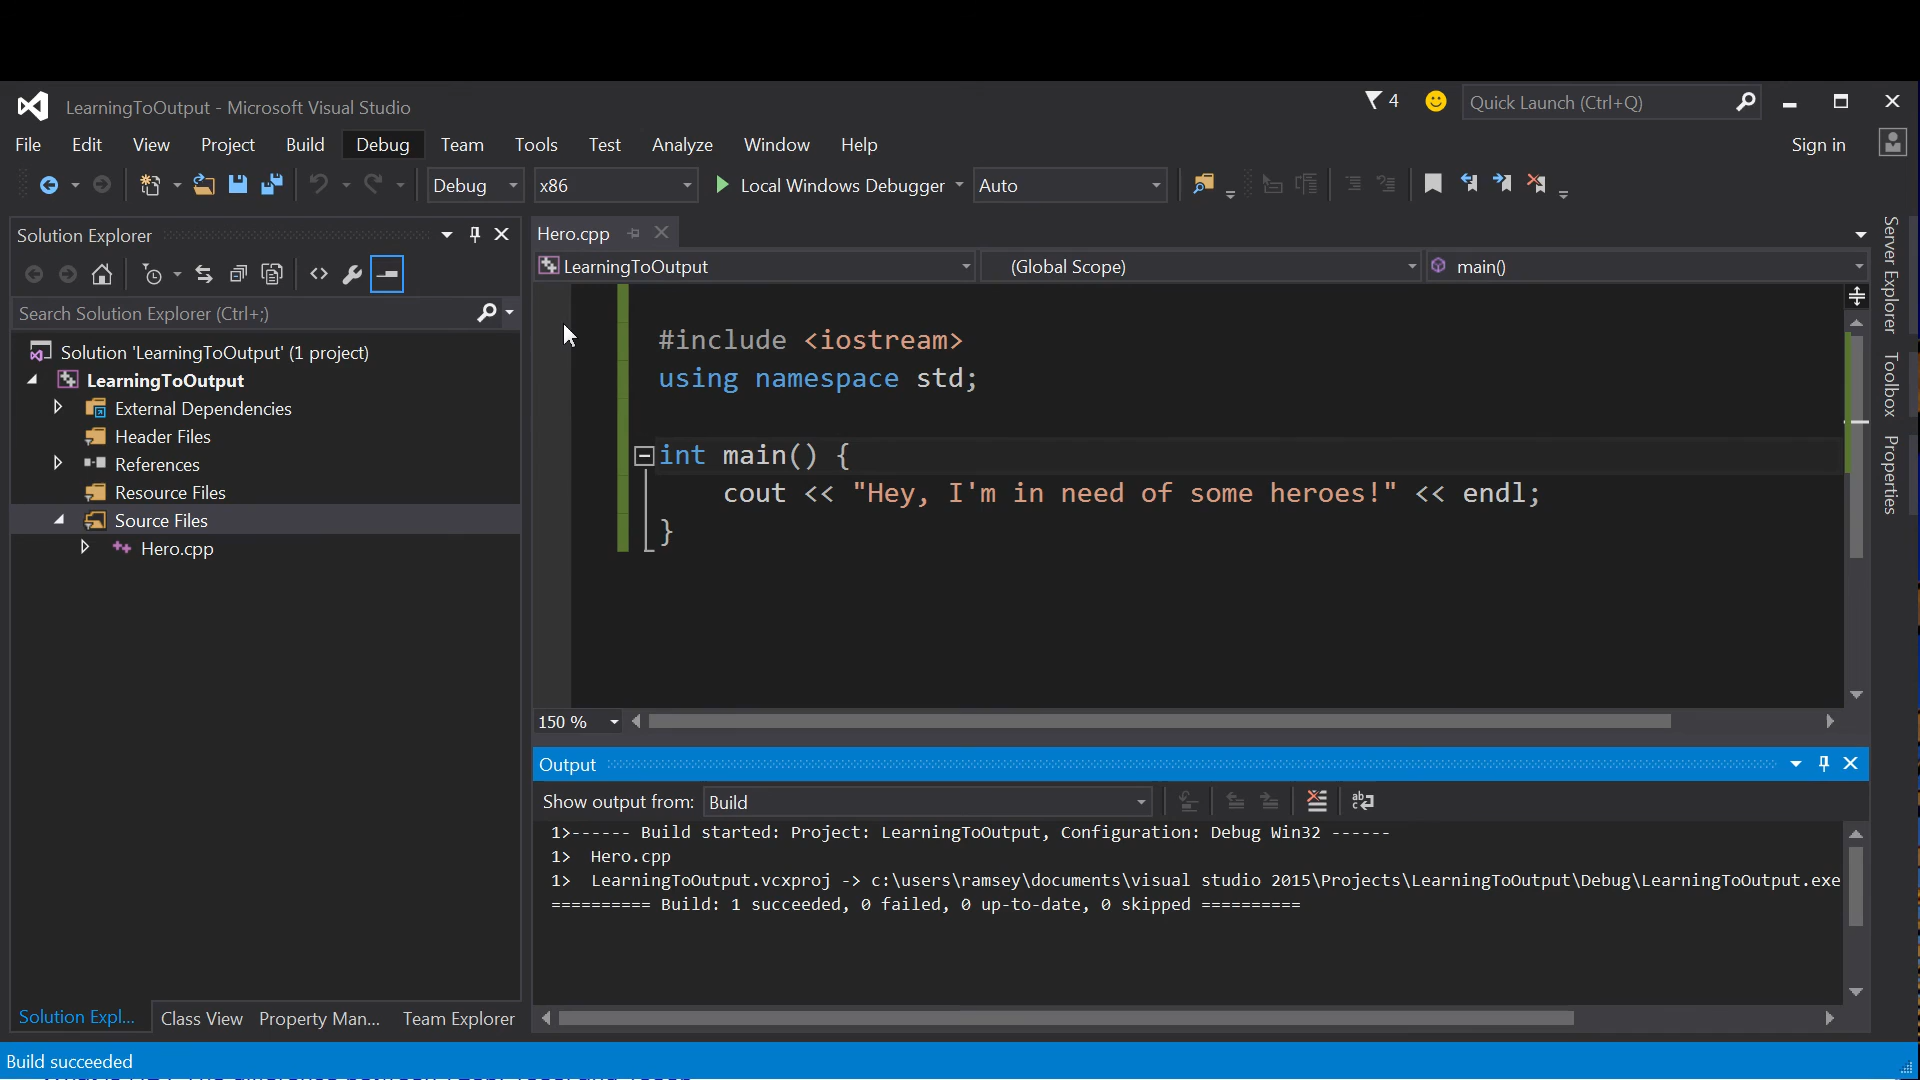 LearningToOutput - Microsoft Visual Studio
4
Quick Launch (Ctrl+Q)
File Edit View Project Build Debug Team Tools Test Analyze Window Help
Sign in
Debug x86 Local Windows Debugger Auto
Solution Explorer
Search Solution Explorer (Ctrl+;)
Solution 'LearningToOutput' (1 project)
LearningToOutput
External Dependencies
Header Files
References
Resource Files
Source Files
Hero.cpp
Solution Expl... Class View Property Man... Team Explorer
Hero.cpp
LearningToOutput (Global Scope) main()
#include <iostream>
using namespace std;
int main() {
cout << "Hey, I'm in need of some heroes!" << endl;
}
150 %
Output
Show output from: Build
1>------ Build started: Project: LearningToOutput, Configuration: Debug Win32 ------
1>  Hero.cpp
1>  LearningToOutput.vcxproj -> c:\users\ramsey\documents\visual studio 2015\Projects\LearningToOutput\Debug\LearningToOutput.exe
========== Build: 1 succeeded, 0 failed, 0 up-to-date, 0 skipped ==========
Server Explorer
Toolbox
Properties
Build succeeded